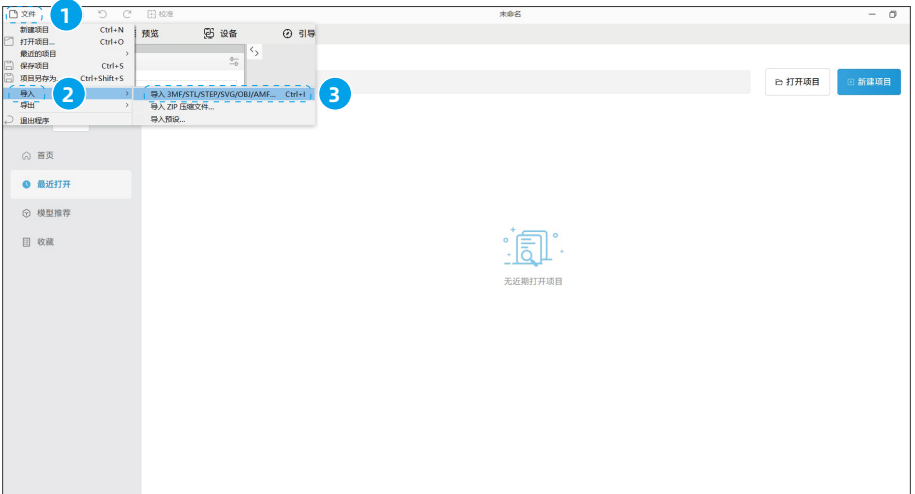 文件 1 校准 未命名
新建项目 Ctrl+N 预览 设备 引导
打开项目... Ctrl+O
最近的项目
保存项目 Ctrl+S
项目另存为 Ctrl+Shift+S
打开项目 新建项目
导入 2 导入 3MF/STL/STEP/SVG/OBJ/AMF... Ctrl+I 3
导出 导入 ZIP 压缩文件...
退出程序 导入预设...
首页
最近打开
模型推荐
收藏
无近期打开项目